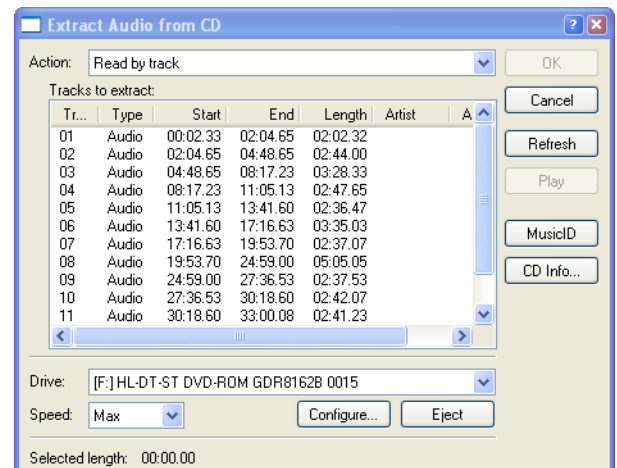 Extract Audio from CD
Action: Read by track OK
Tracks to extract: Cancel
Tr... Type Start End Length Artist A
01 Audio 00:02.33 02:04.65 02:02.32
02 Audio 02:04.65 04:48.65 02:44.00 Refresh
03 Audio 04:48.65 08:17.23 03:28.33
04 Audio 08:17.23 11:05.13 02:47.65 Play
05 Audio 11:05.13 13:41.60 02:36.47
06 Audio 13:41.60 17:16.63 03:35.03
07 Audio 17:16.63 19:53.70 02:37.07 MusicID
08 Audio 19:53.70 24:59.00 05:05.05
09 Audio 24:59.00 27:36.53 02:37.53 CD Info...
10 Audio 27:36.53 30:18.60 02:42.07
11 Audio 30:18.60 33:00.08 02:41.23
Drive: [F:] HL-DT-ST DVD-ROM GDR8162B 0015
Speed: Max Configure... Eject
Selected length: 00:00.00